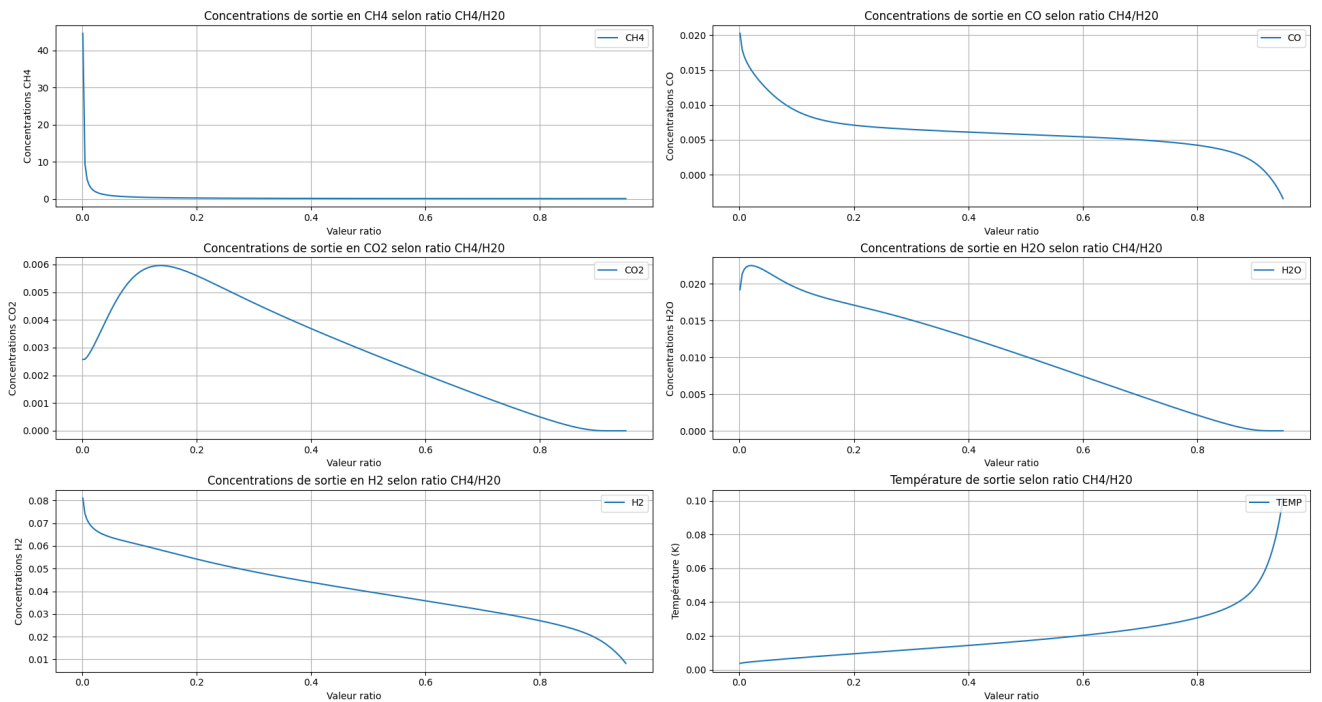 Concentrations de sortie en CH4 selon ratio CH4/H20
CH4
Concentrations CH4
40
30
20
10
0
0.0 0.2 0.4 0.6 0.8
Valeur ratio
Concentrations de sortie en CO selon ratio CH4/H20
CO
Concentrations CO
0.020
0.015
0.010
0.005
0.000
0.0 0.2 0.4 0.6 0.8
Valeur ratio
Concentrations de sortie en CO2 selon ratio CH4/H20
CO2
Concentrations CO2
0.006
0.005
0.004
0.003
0.002
0.001
0.000
0.0 0.2 0.4 0.6 0.8
Valeur ratio
Concentrations de sortie en H2O selon ratio CH4/H20
H2O
Concentrations H2O
0.020
0.015
0.010
0.005
0.000
0.0 0.2 0.4 0.6 0.8
Valeur ratio
Concentrations de sortie en H2 selon ratio CH4/H20
H2
Concentrations H2
0.08
0.07
0.06
0.05
0.04
0.03
0.02
0.01
0.0 0.2 0.4 0.6 0.8
Valeur ratio
Température de sortie selon ratio CH4/H20
TEMP
Température (K)
0.10
0.08
0.06
0.04
0.02
0.00
0.0 0.2 0.4 0.6 0.8
Valeur ratio